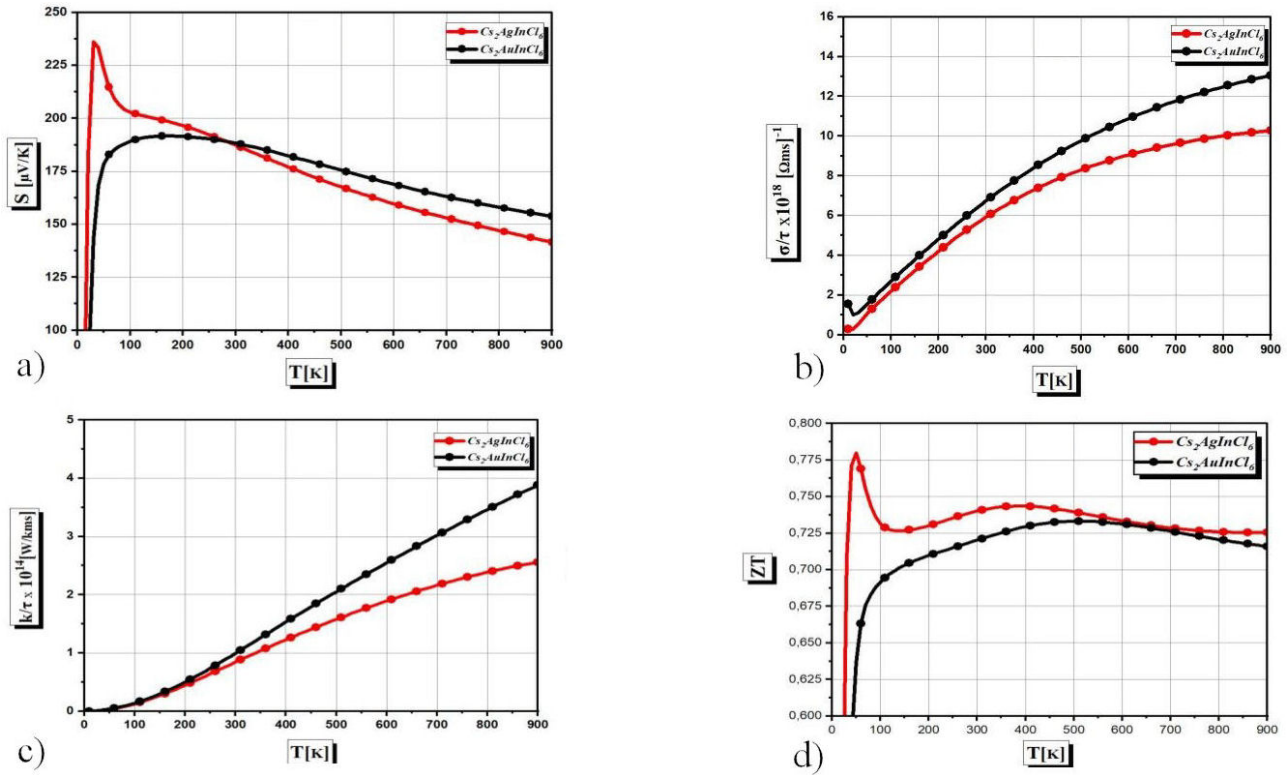 250
225
200
175
150
125
100
S [µV/K]
Cs₂AgInCl₆
Cs₂AuInCl₆
0 100 200 300 400 500 600 700 800 900
T[K]
a)
16
14
12
10
8
6
4
2
0
σ/τ x10¹⁸ [Ωms]⁻¹
Cs₂AgInCl₆
Cs₂AuInCl₆
0 100 200 300 400 500 600 700 800 900
T[K]
b)
5
4
3
2
1
0
k/τ x 10¹⁴[W/kms]
Cs₂AgInCl₆
Cs₂AuInCl₆
0 100 200 300 400 500 600 700 800 900
T[K]
c)
0,800
0,775
0,750
0,725
0,700
0,675
0,650
0,625
0,600
ZT
Cs₂AgInCl₆
Cs₂AuInCl₆
0 100 200 300 400 500 600 700 800 900
T[K]
d)